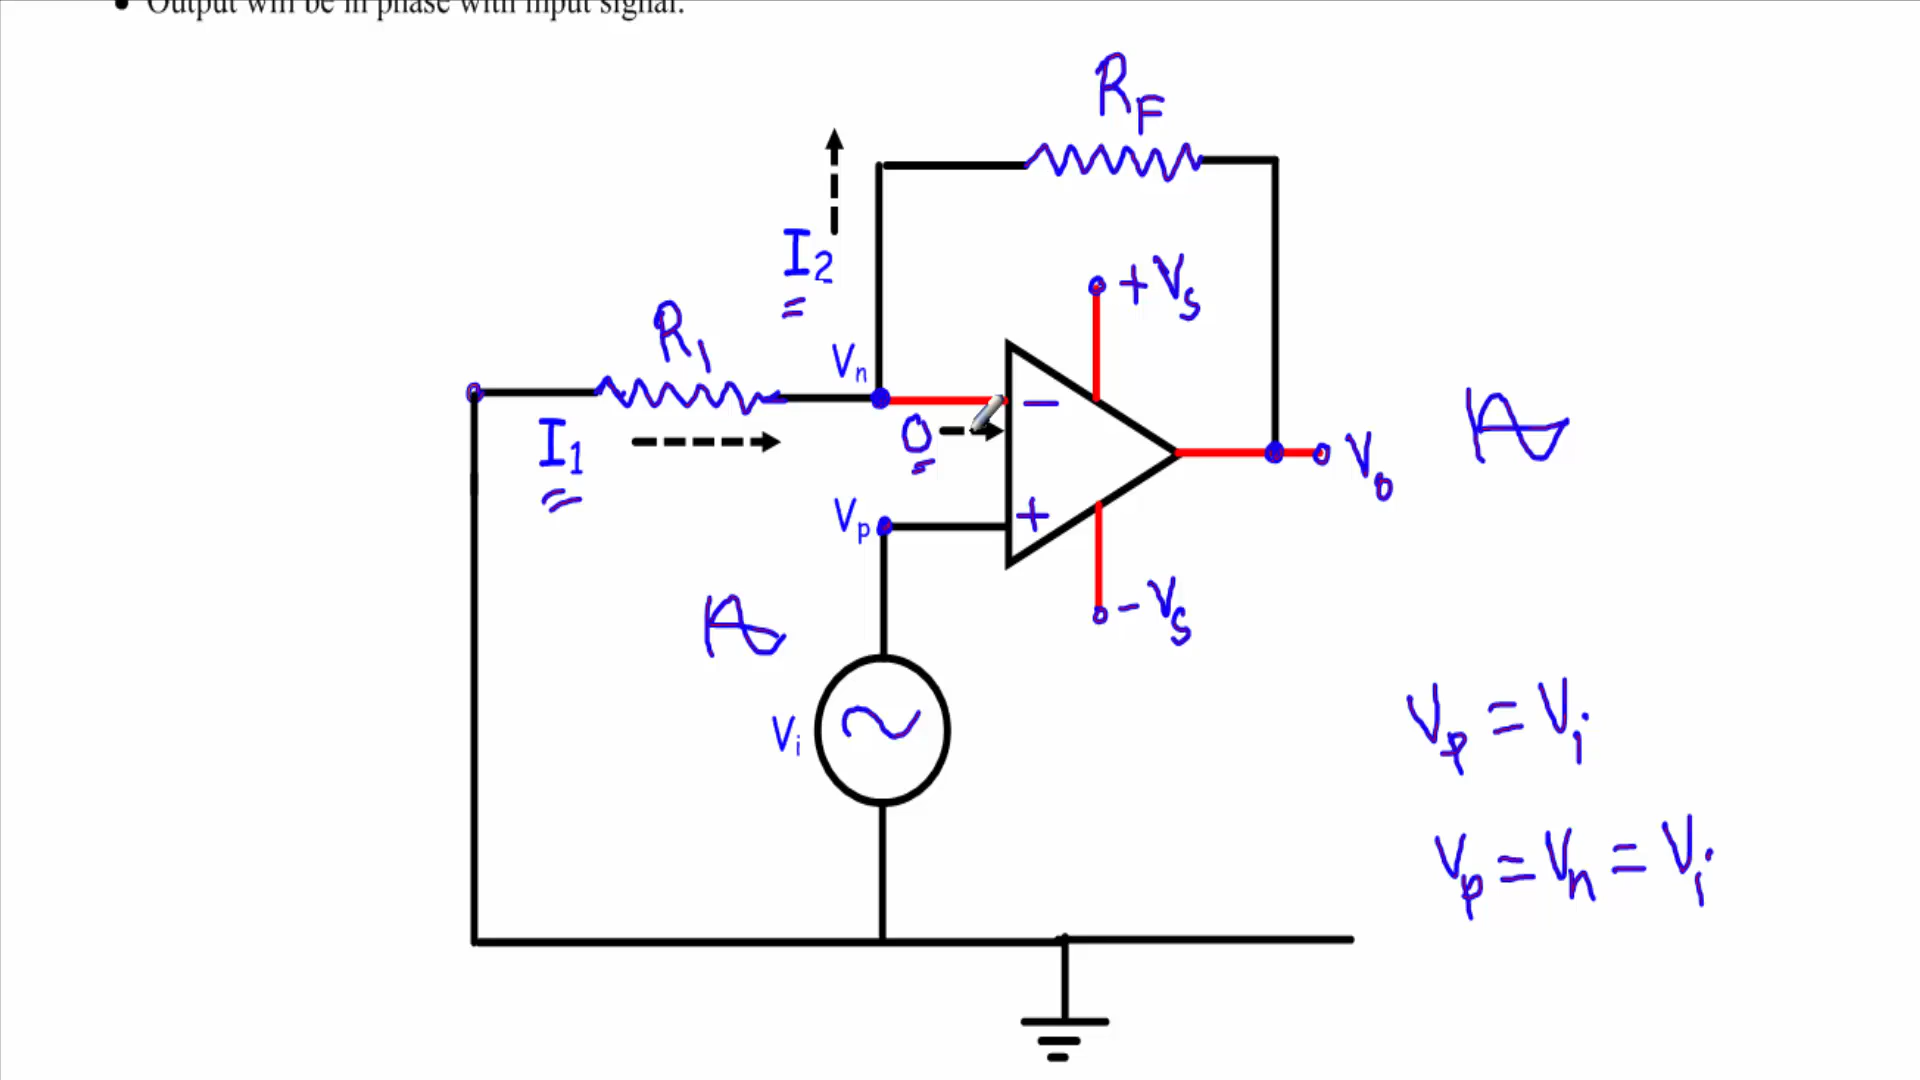 • Output will be in phase with input signal.
R_F
I_2
+V_s
R_1
V_n
−
0
I_1
V_o
V_p
+
−V_s
V_i
V_p = V_i
V_p = V_n = V_i